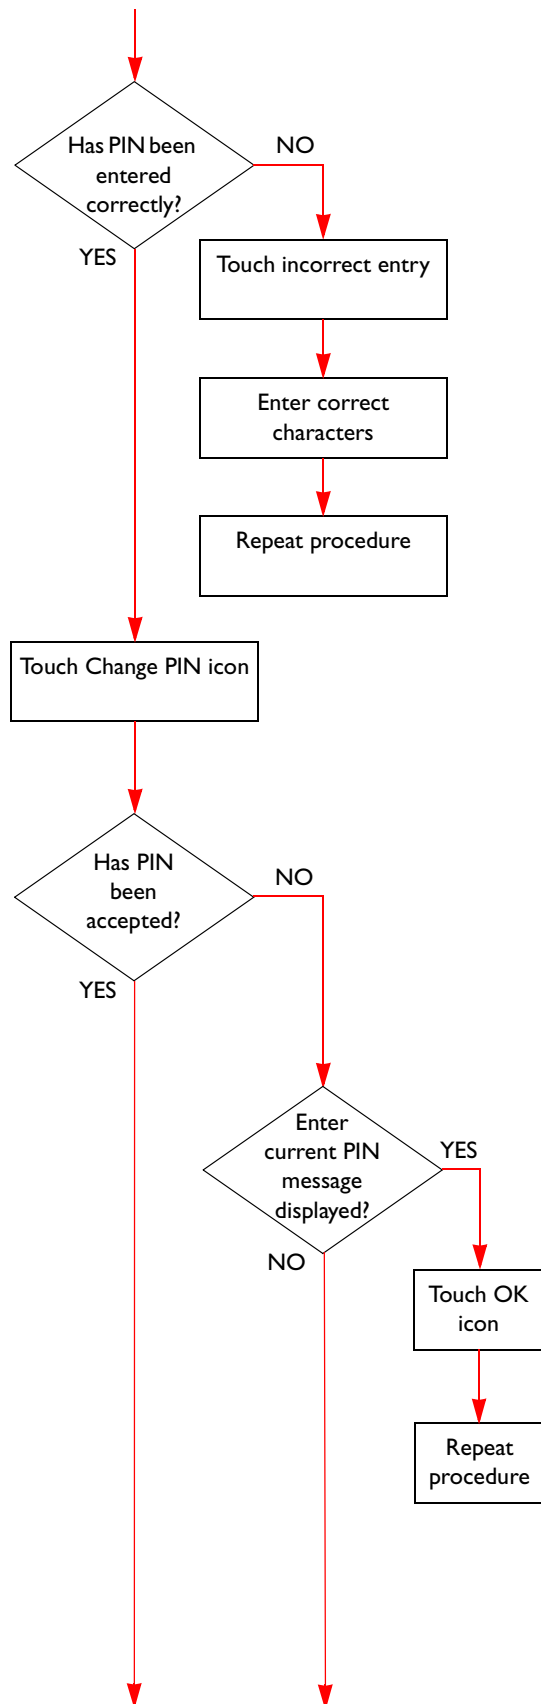 Has PIN been
entered
correctly?
NO
YES
Touch incorrect entry
Enter correct
characters
Repeat procedure
Touch Change PIN icon
Has PIN
been
accepted?
NO
YES
Enter
current PIN
message
displayed?
YES
NO
Touch OK
icon
Repeat
procedure